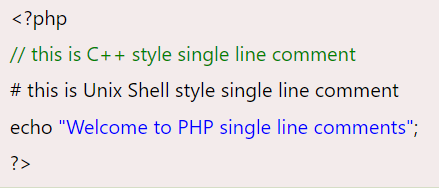 <?php
// this is C++ style single line comment
# this is Unix Shell style single line comment
echo "Welcome to PHP single line comments";
?>